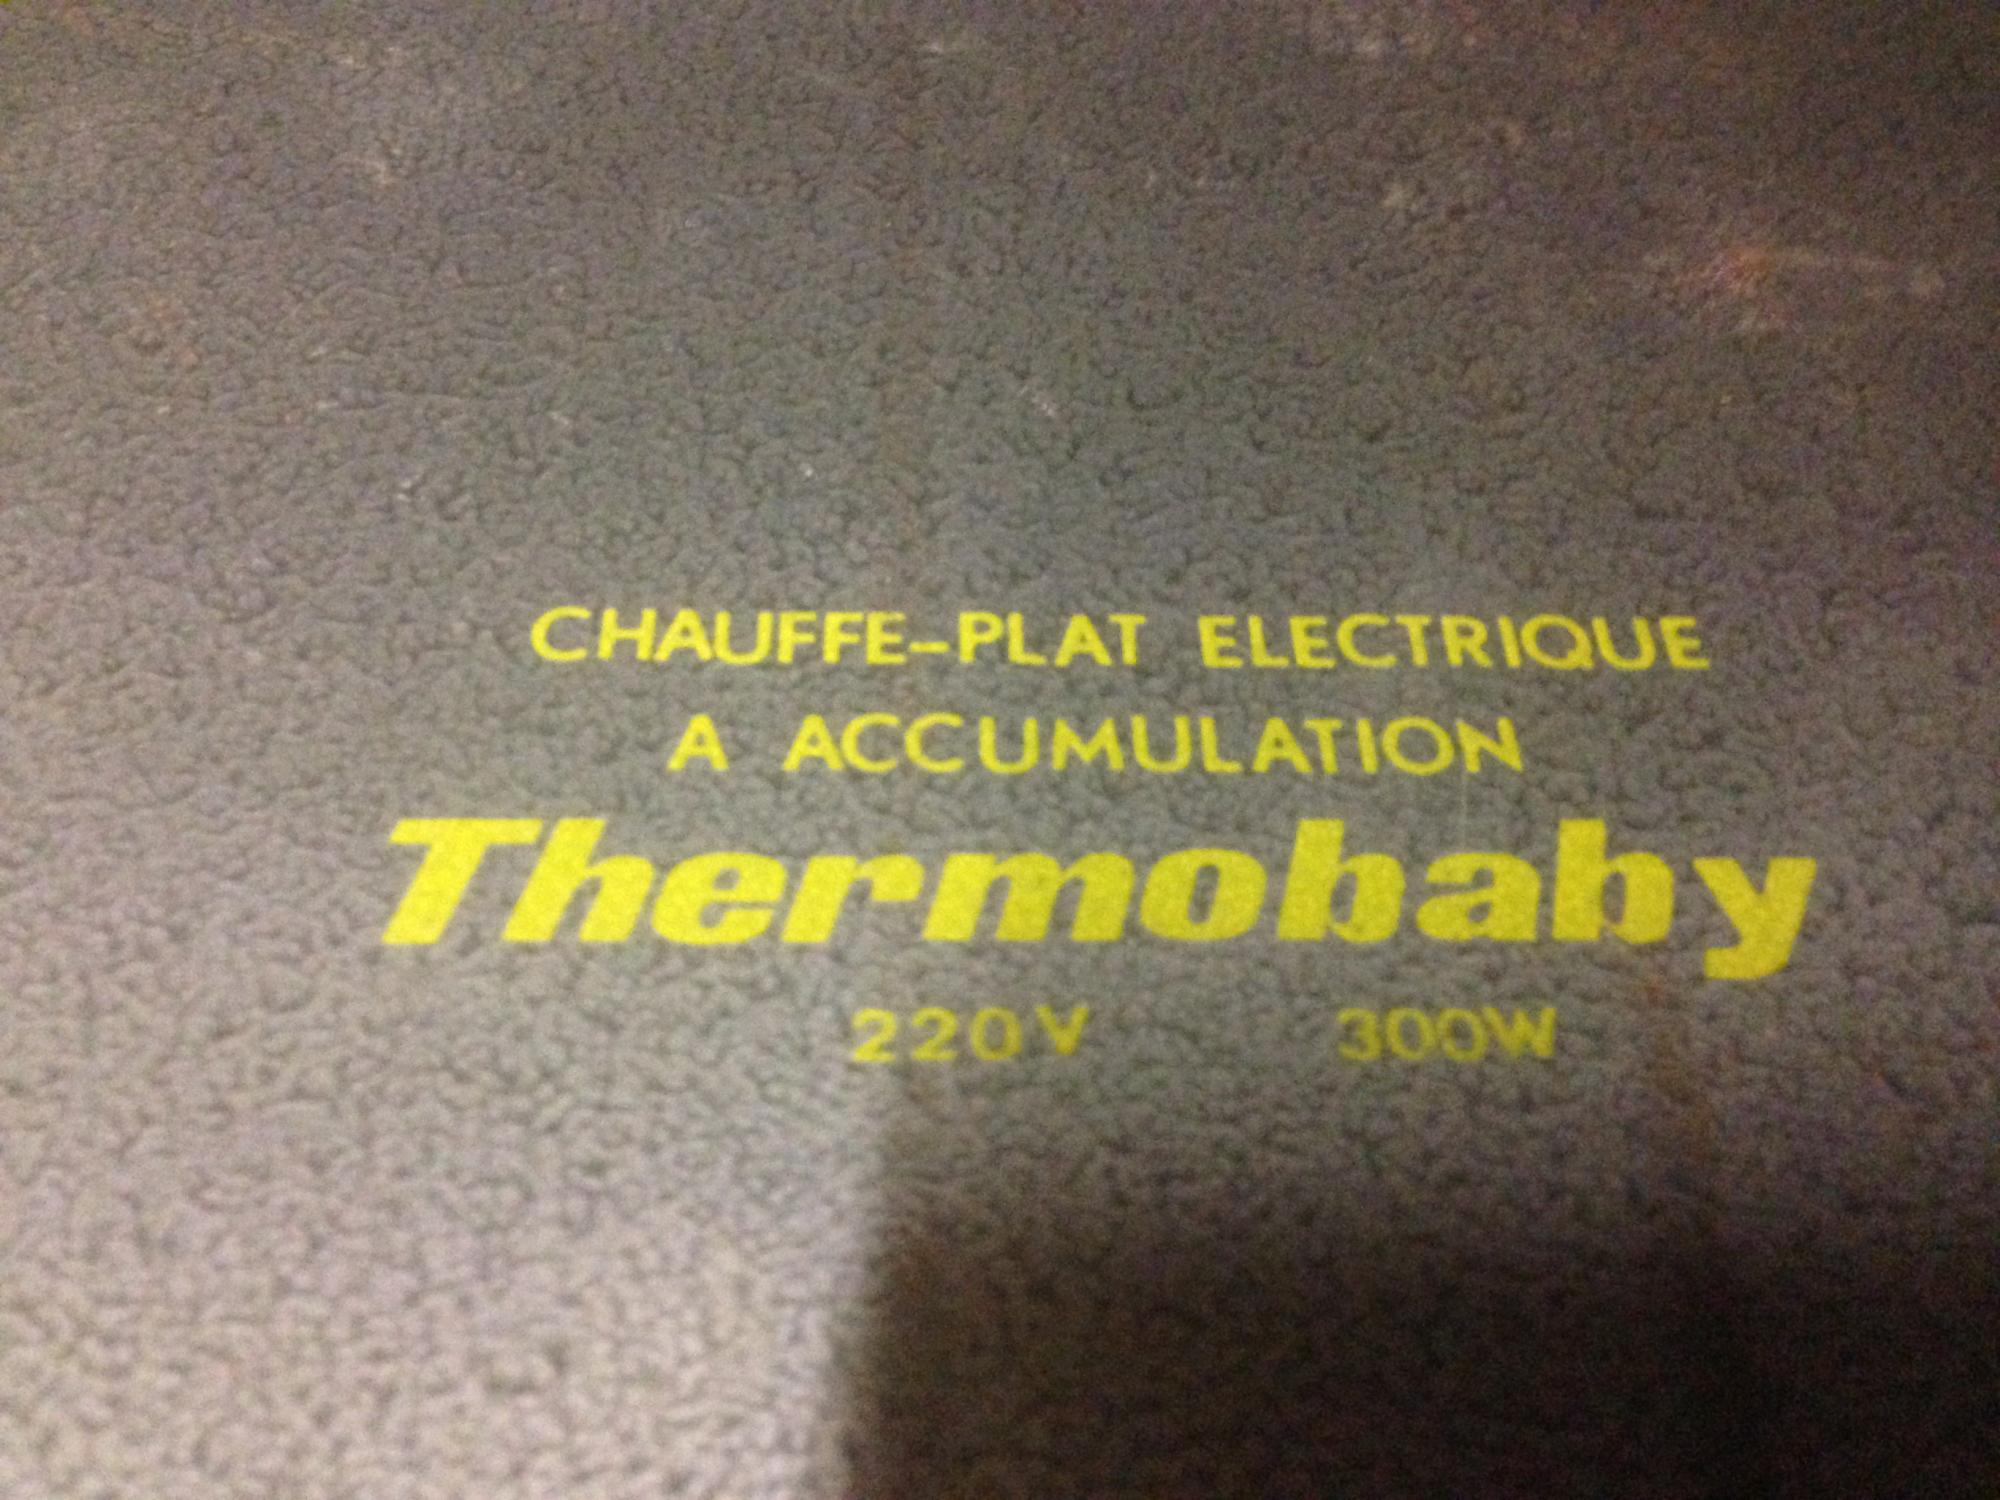 CHAUFFE-PLAT ELECTRIQUE
A ACCUMULATION
Thermobaby
220V 300W